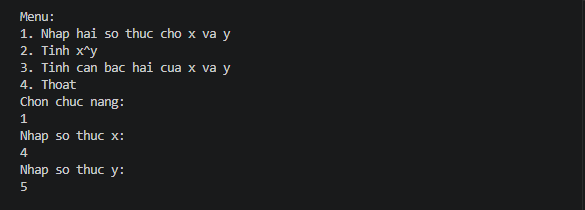 Menu:
1. Nhap hai so thuc cho x va y
2. Tinh x^y
3. Tinh can bac hai cua x va y
4. Thoat
Chon chuc nang:
1
Nhap so thuc x:
4
Nhap so thuc y:
5